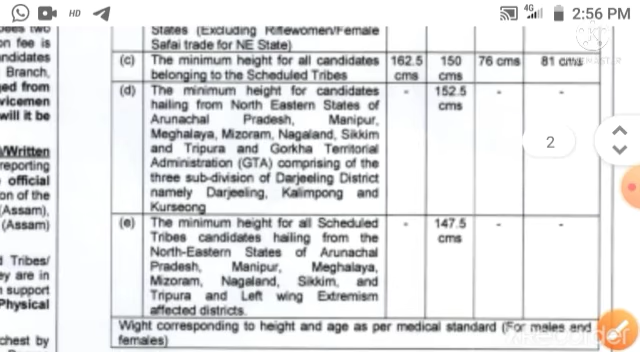 HD
4G
2:56 PM
States (Excluding Riflewomen/Female
Safai trade for NE State)
(c) The minimum height for all candidates belonging to the Scheduled Tribes 162.5 cms 150 cms 76 cms 81 cms
(d) The minimum height for candidates - 152.5 - -
hailing from North Eastern States of cms
Arunachal Pradesh, Manipur,
Meghalaya, Mizoram, Nagaland, Sikkim
and Tripura and Gorkha Territorial
Administration (GTA) comprising of the
three sub-division of Darjeeling District
namely Darjeeling, Kalimpong and
Kurseong
(e) The minimum height for all Scheduled - 147.5 - -
Tribes candidates hailing from the cms
North-Eastern States of Arunachal
Pradesh, Manipur, Meghalaya,
Mizoram, Nagaland, Sikkim, and
Tripura and Left wing Extremism
affected districts.
Wight corresponding to height and age as per medical standard (For males and
females)
on fee is
andidates
Branch,
ged from
vicemen
will it be
/Written
reporting
official
on of the
(Assam),
(Assam)
d Tribes/
ey are in
n support
Physical
chest by
2